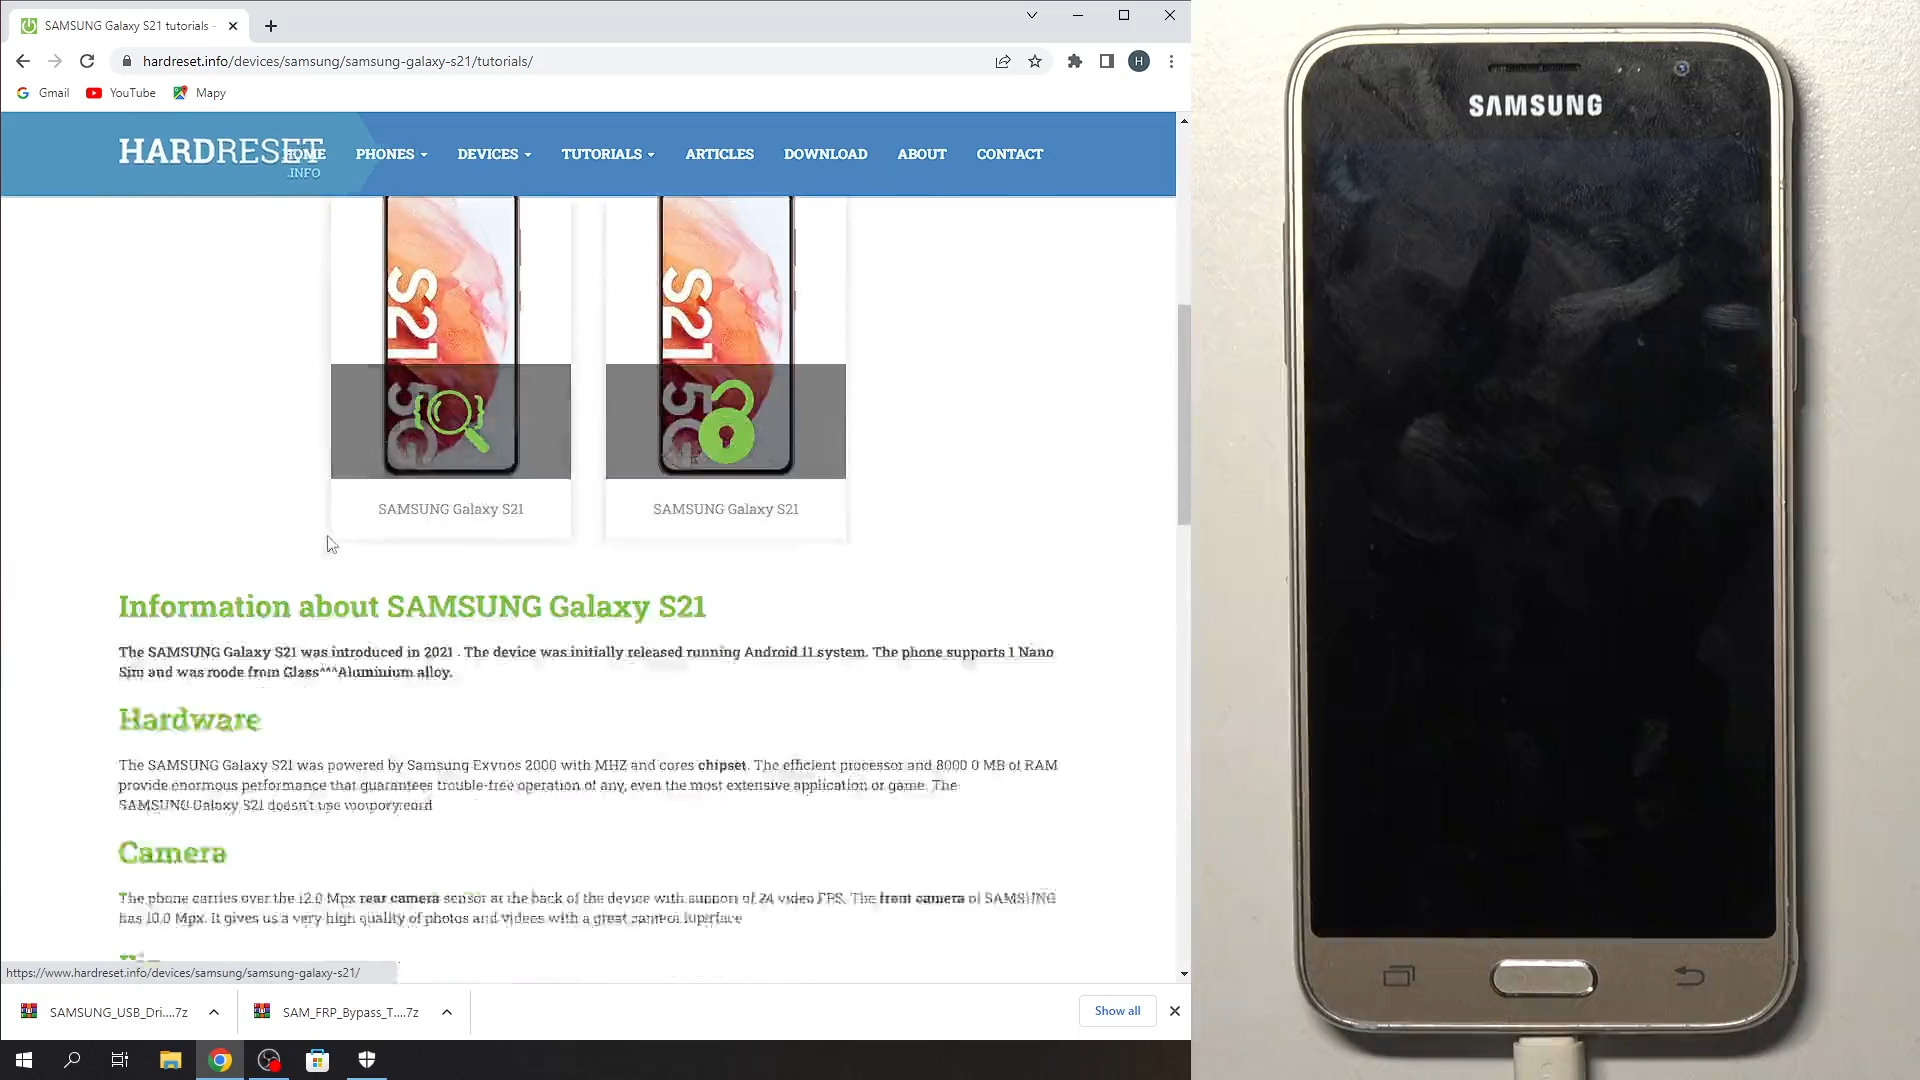 SAMSUNG Galaxy S21 tutorials -
hardreset.info/devices/samsung/samsung-galaxy-s21/tutorials/
Gmail YouTube Mapy
HARDRESET
.INFO
HOME PHONES DEVICES TUTORIALS ARTICLES DOWNLOAD ABOUT CONTACT
H
S21 5G
S21 5G
SAMSUNG Galaxy S21 SAMSUNG Galaxy S21
Information about SAMSUNG Galaxy S21
The SAMSUNG Galaxy S21 was introduced in 2021 . The device was initially released running Android 11 system. The phone supports 1 Nano
Sim and was made from Glass^^^Aluminium alloy.
Hardware
The SAMSUNG Galaxy S21 was powered by Samsung Exynos 2000 with MHZ and cores chipset. The efficient processor and 8000 0 MB of RAM
provide enormous performance that guarantees trouble-free operation of any, even the most extensive application or game. The
SAMSUNG Galaxy S21 doesn't use
Camera
The phone carries over the 12.0 Mpx rear camera sensor at the back of the device with support of 24 video FPS. The front camera of SAMSUNG
has 10.0 Mpx. It gives us a very high quality of photos and videos with a great camera
https://www.hardreset.info/devices/samsung/samsung-galaxy-s21/
SAMSUNG_USB_Dri....7z SAM_FRP_Bypass_T....7z Show all
SAMSUNG